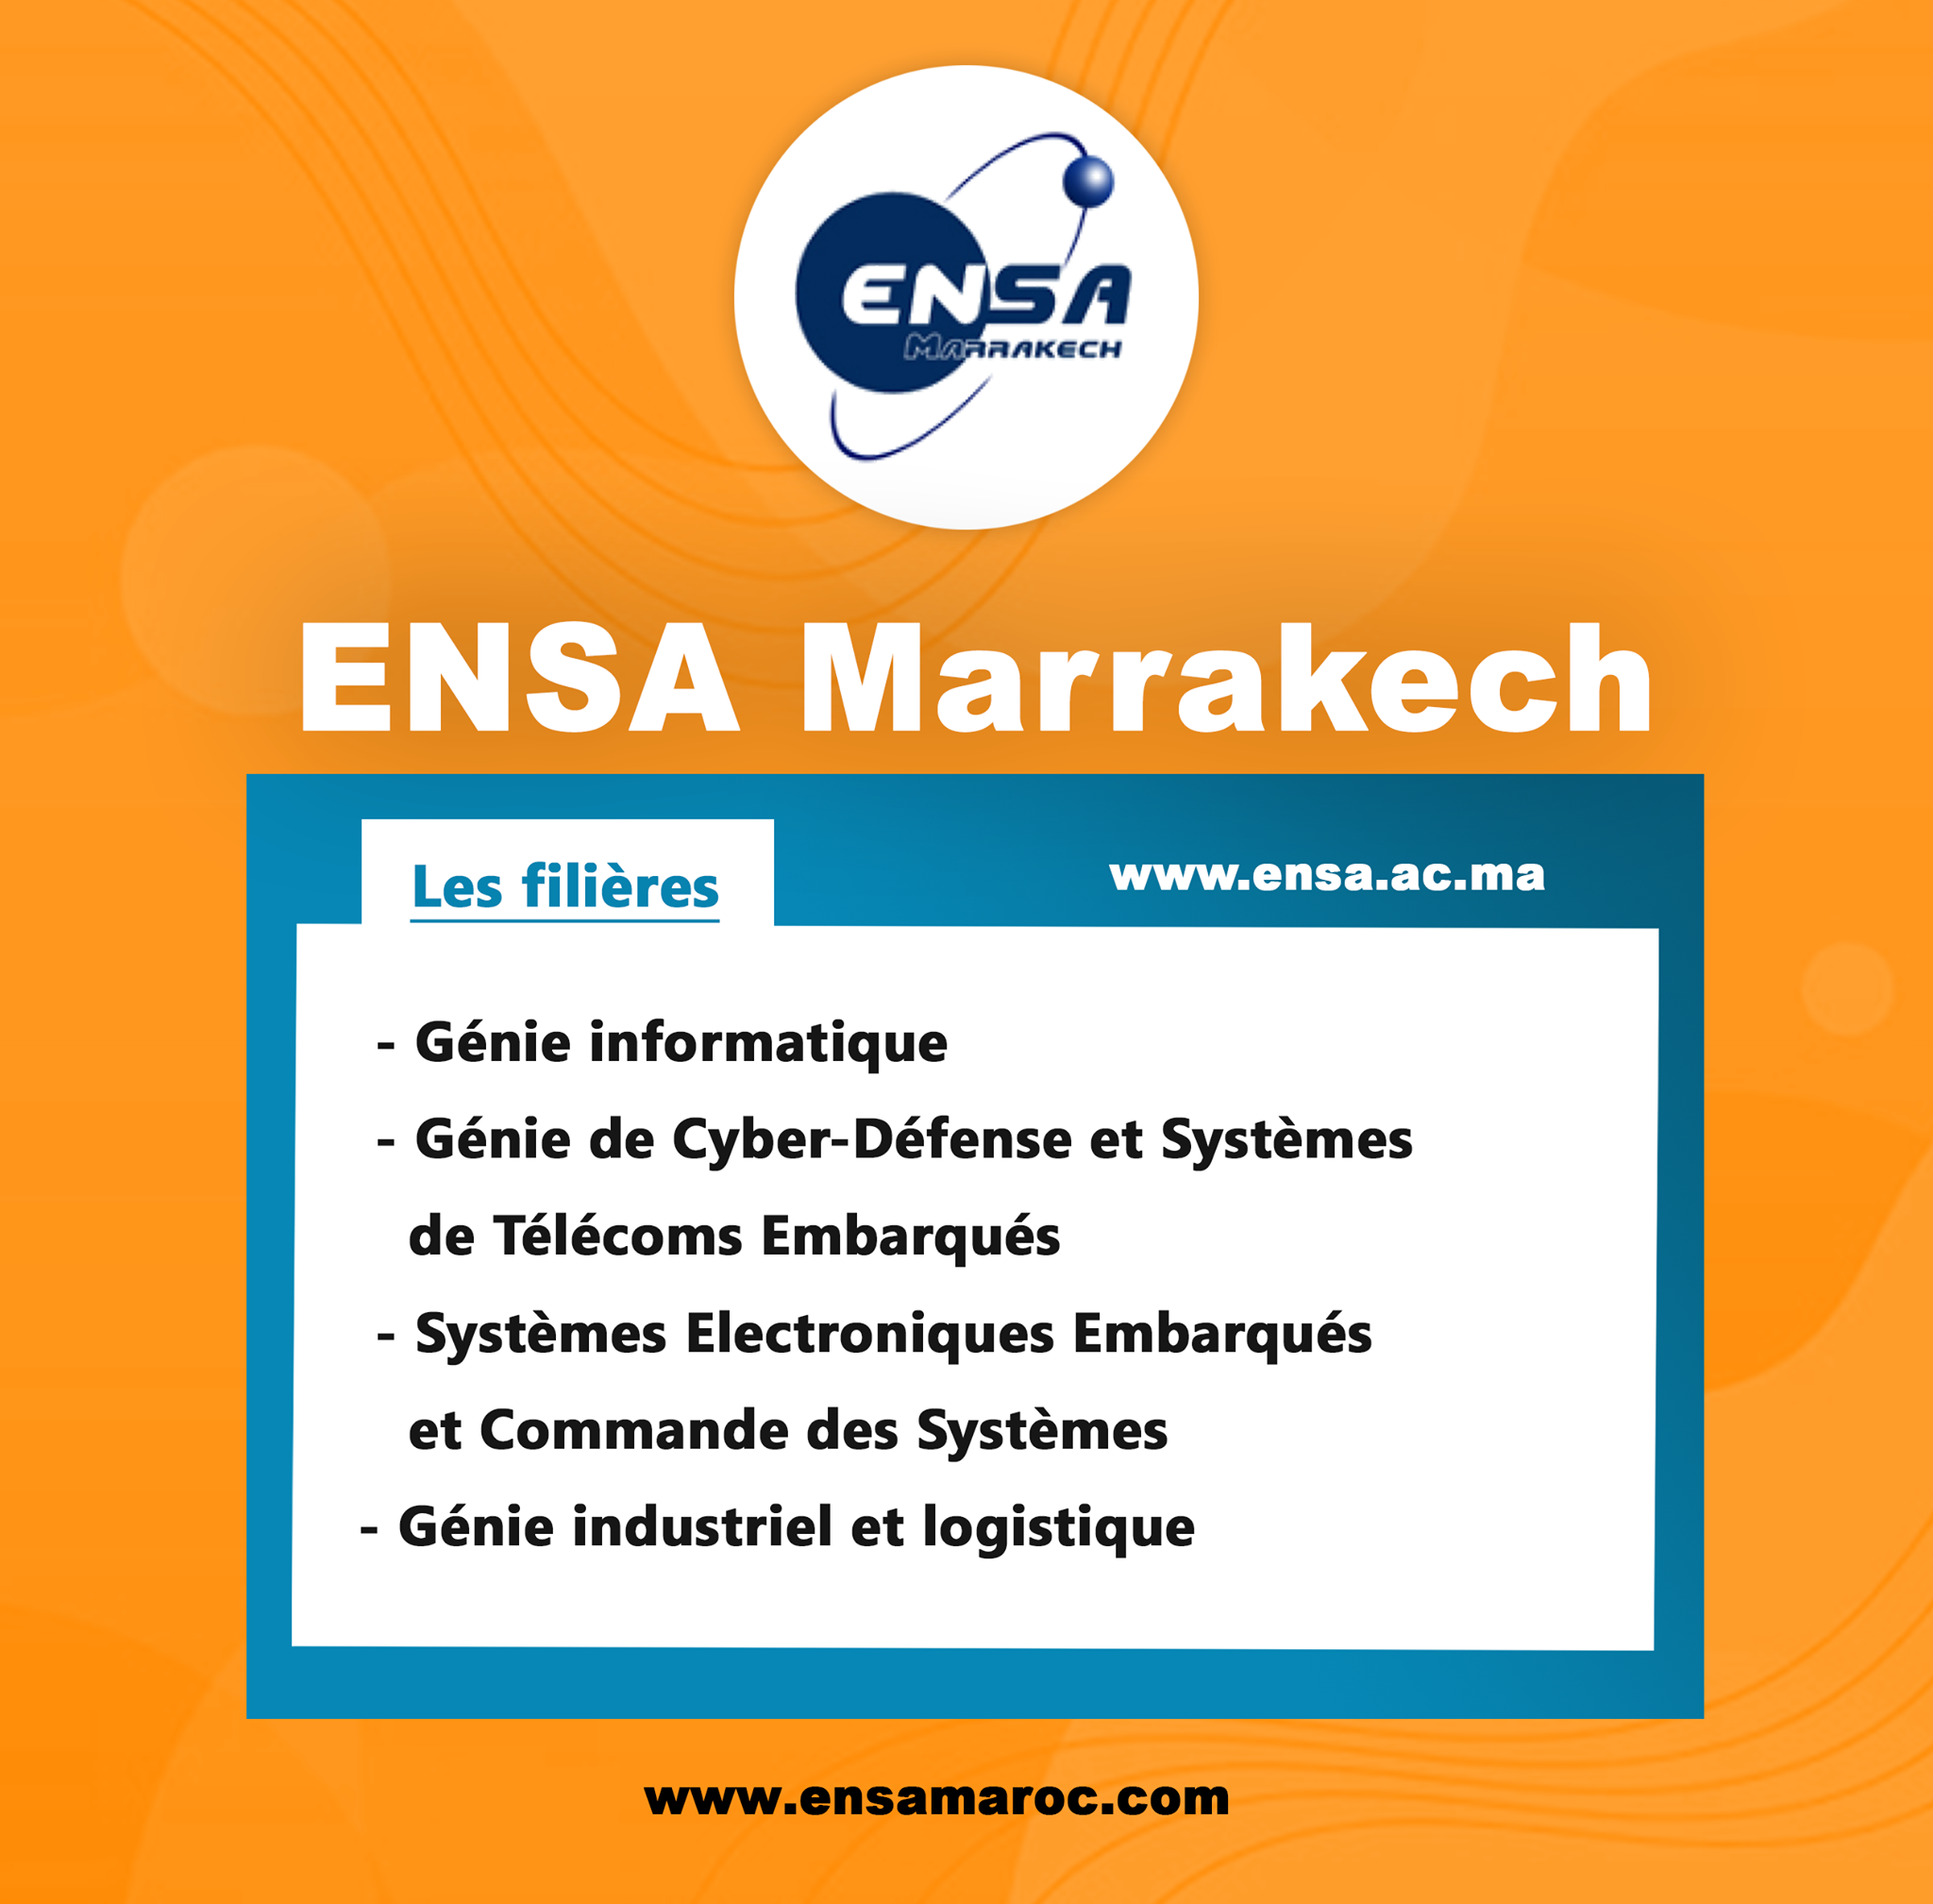 ENSA
MARRAKECH
ENSA Marrakech
Les filières
www.ensa.ac.ma
- Génie informatique
- Génie de Cyber-Défense et Systèmes
de Télécoms Embarqués
- Systèmes Electroniques Embarqués
et Commande des Systèmes
- Génie industriel et logistique
www.ensamaroc.com